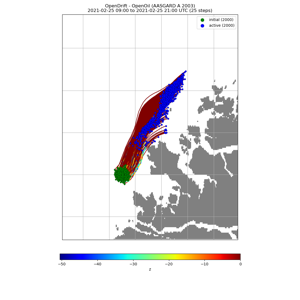 OpenDrift - OpenOil (AASGARD A 2003)
2021-02-25 09:00 to 2021-02-25 21:00 UTC (25 steps)
initial (2000)
active (2000)
−50 −40 −30 −20 −10 0
z